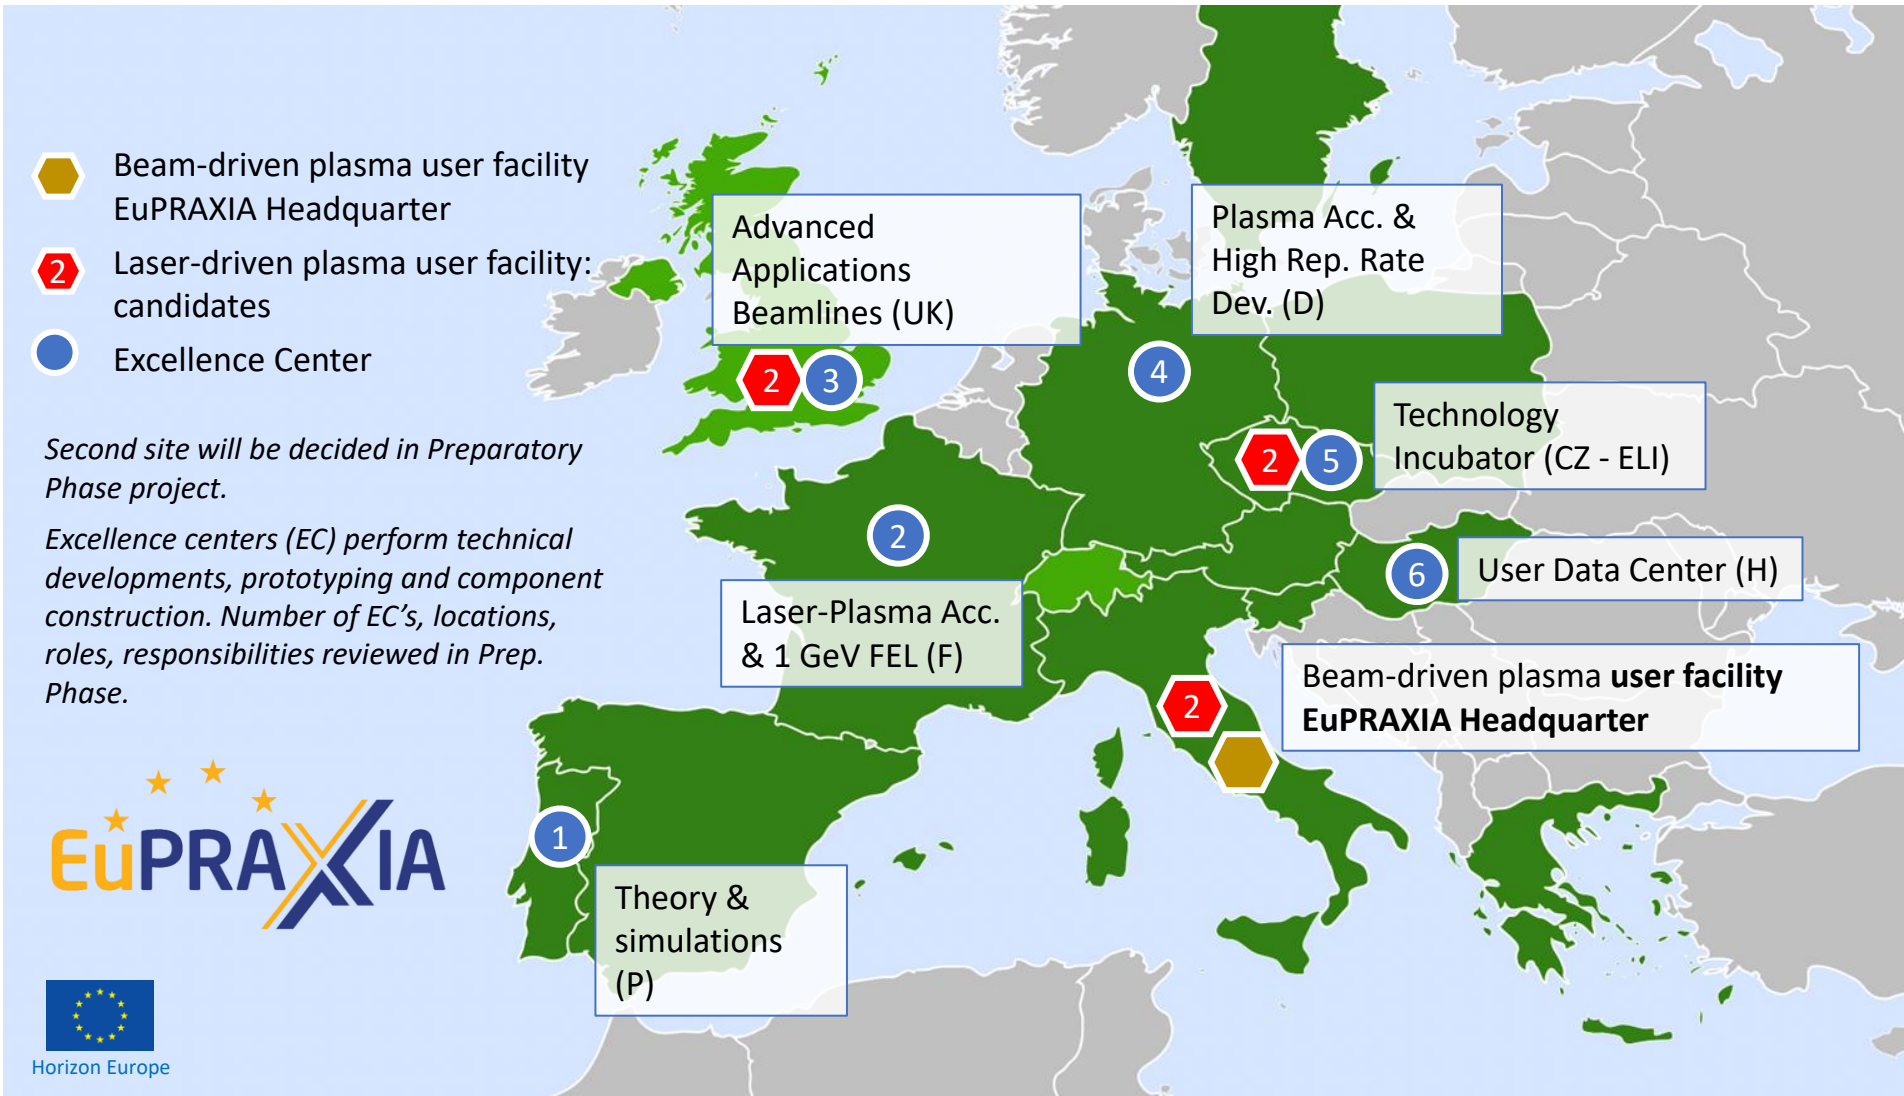 Beam-driven plasma user facility
EuPRAXIA Headquarter
2
Laser-driven plasma user facility:
candidates
Excellence Center
Second site will be decided in Preparatory
Phase project.
Excellence centers (EC) perform technical
developments, prototyping and component
construction. Number of EC’s, locations,
roles, responsibilities reviewed in Prep.
Phase.
EuPRAXIA
Horizon Europe
Advanced
Applications
Beamlines (UK)
2
3
Plasma Acc. &
High Rep. Rate
Dev. (D)
4
Technology
Incubator (CZ - ELI)
2
5
2
Laser-Plasma Acc.
& 1 GeV FEL (F)
6
User Data Center (H)
Beam-driven plasma user facility
EuPRAXIA Headquarter
2
1
Theory &
simulations
(P)